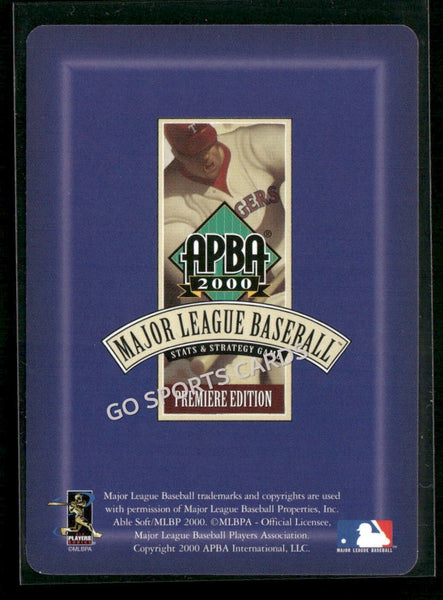 T
GERS
APBA®
2000
MAJOR LEAGUE BASEBALL™
STATS & STRATEGY GAME
GO SPORTS CARDS
PREMIERE EDITION
Major League Baseball trademarks and copyrights are used
with permission of Major League Baseball Properties, Inc.
Able Soft/MLBP 2000. ©MLBPA - Official Licensee,
Major League Baseball Players Association.
Copyright 2000 APBA International, LLC.
PLAYERS
CHOICE
©MLBPA
MAJOR LEAGUE BASEBALL